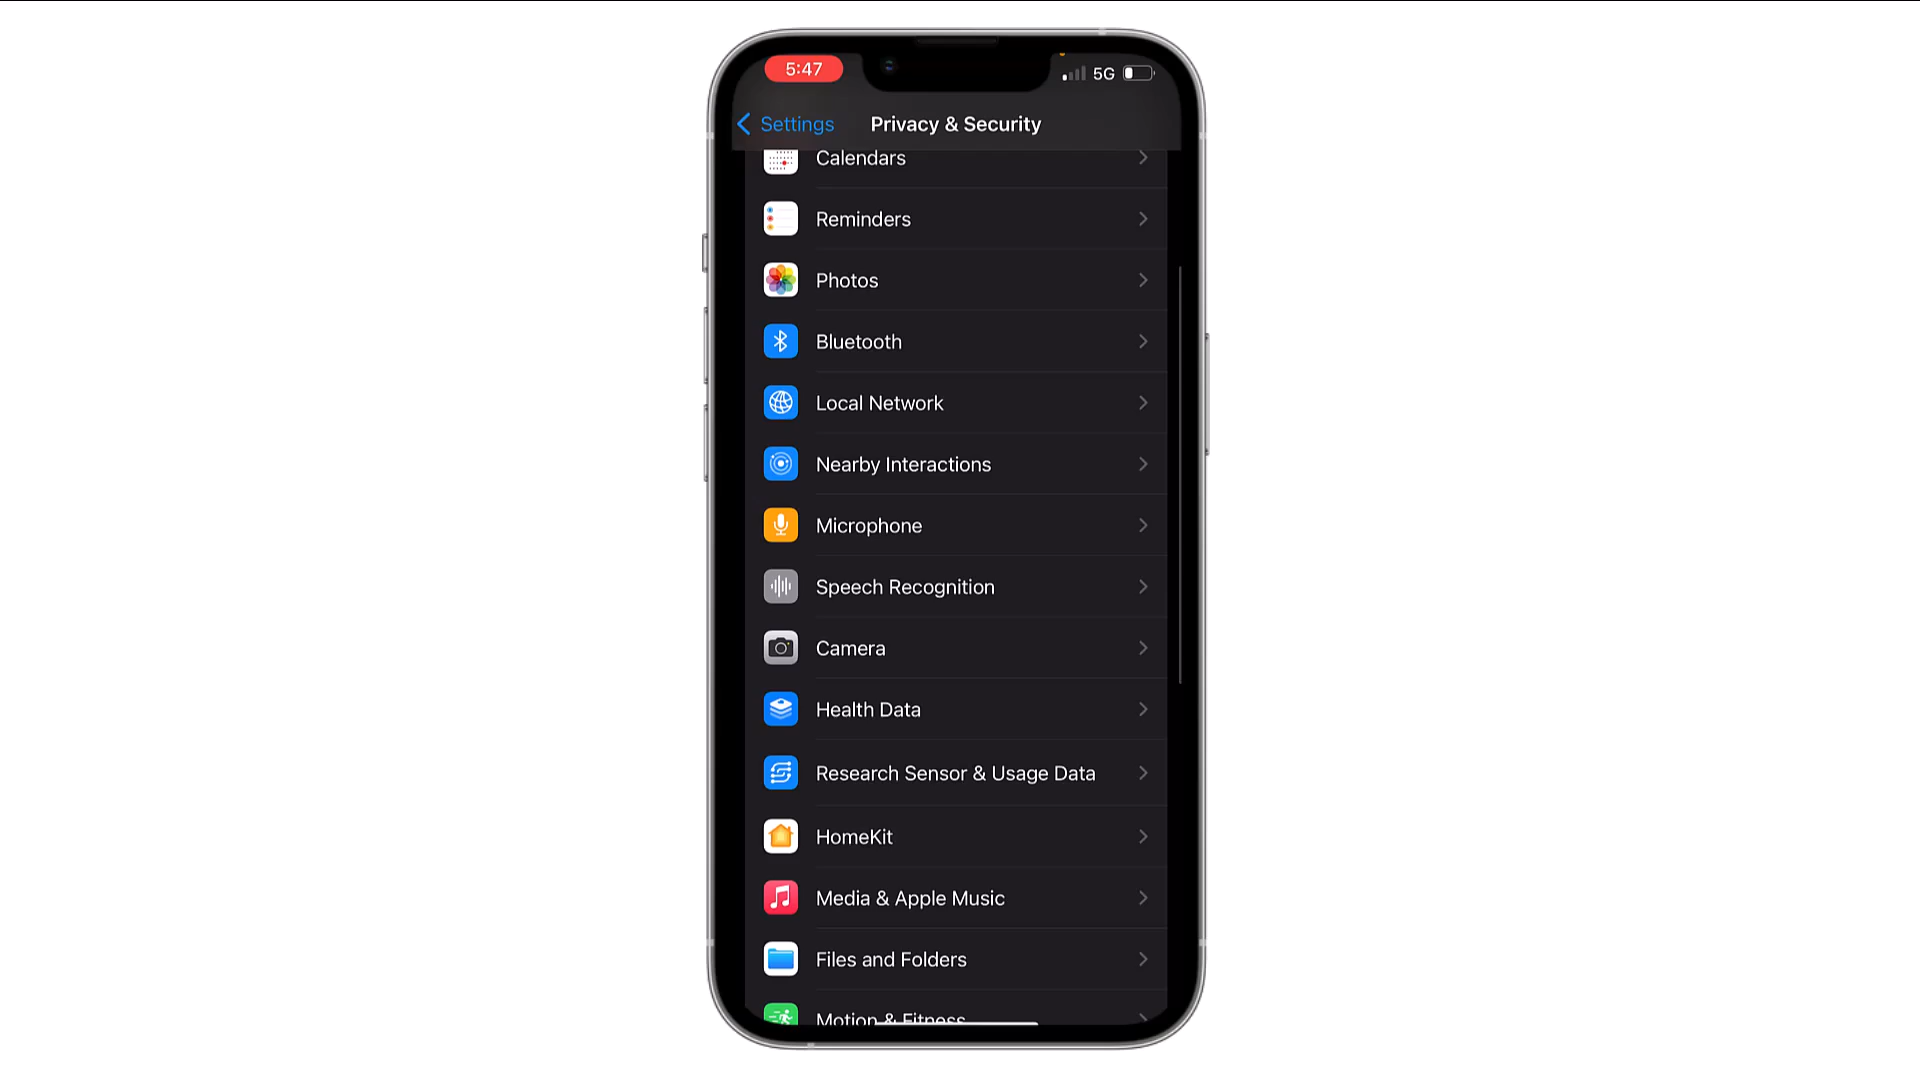 5:47
5G
Settings
Privacy & Security
Calendars
Reminders
Photos
Bluetooth
Local Network
Nearby Interactions
Microphone
Speech Recognition
Camera
Health Data
Research Sensor & Usage Data
HomeKit
Media & Apple Music
Files and Folders
Motion & Fitness